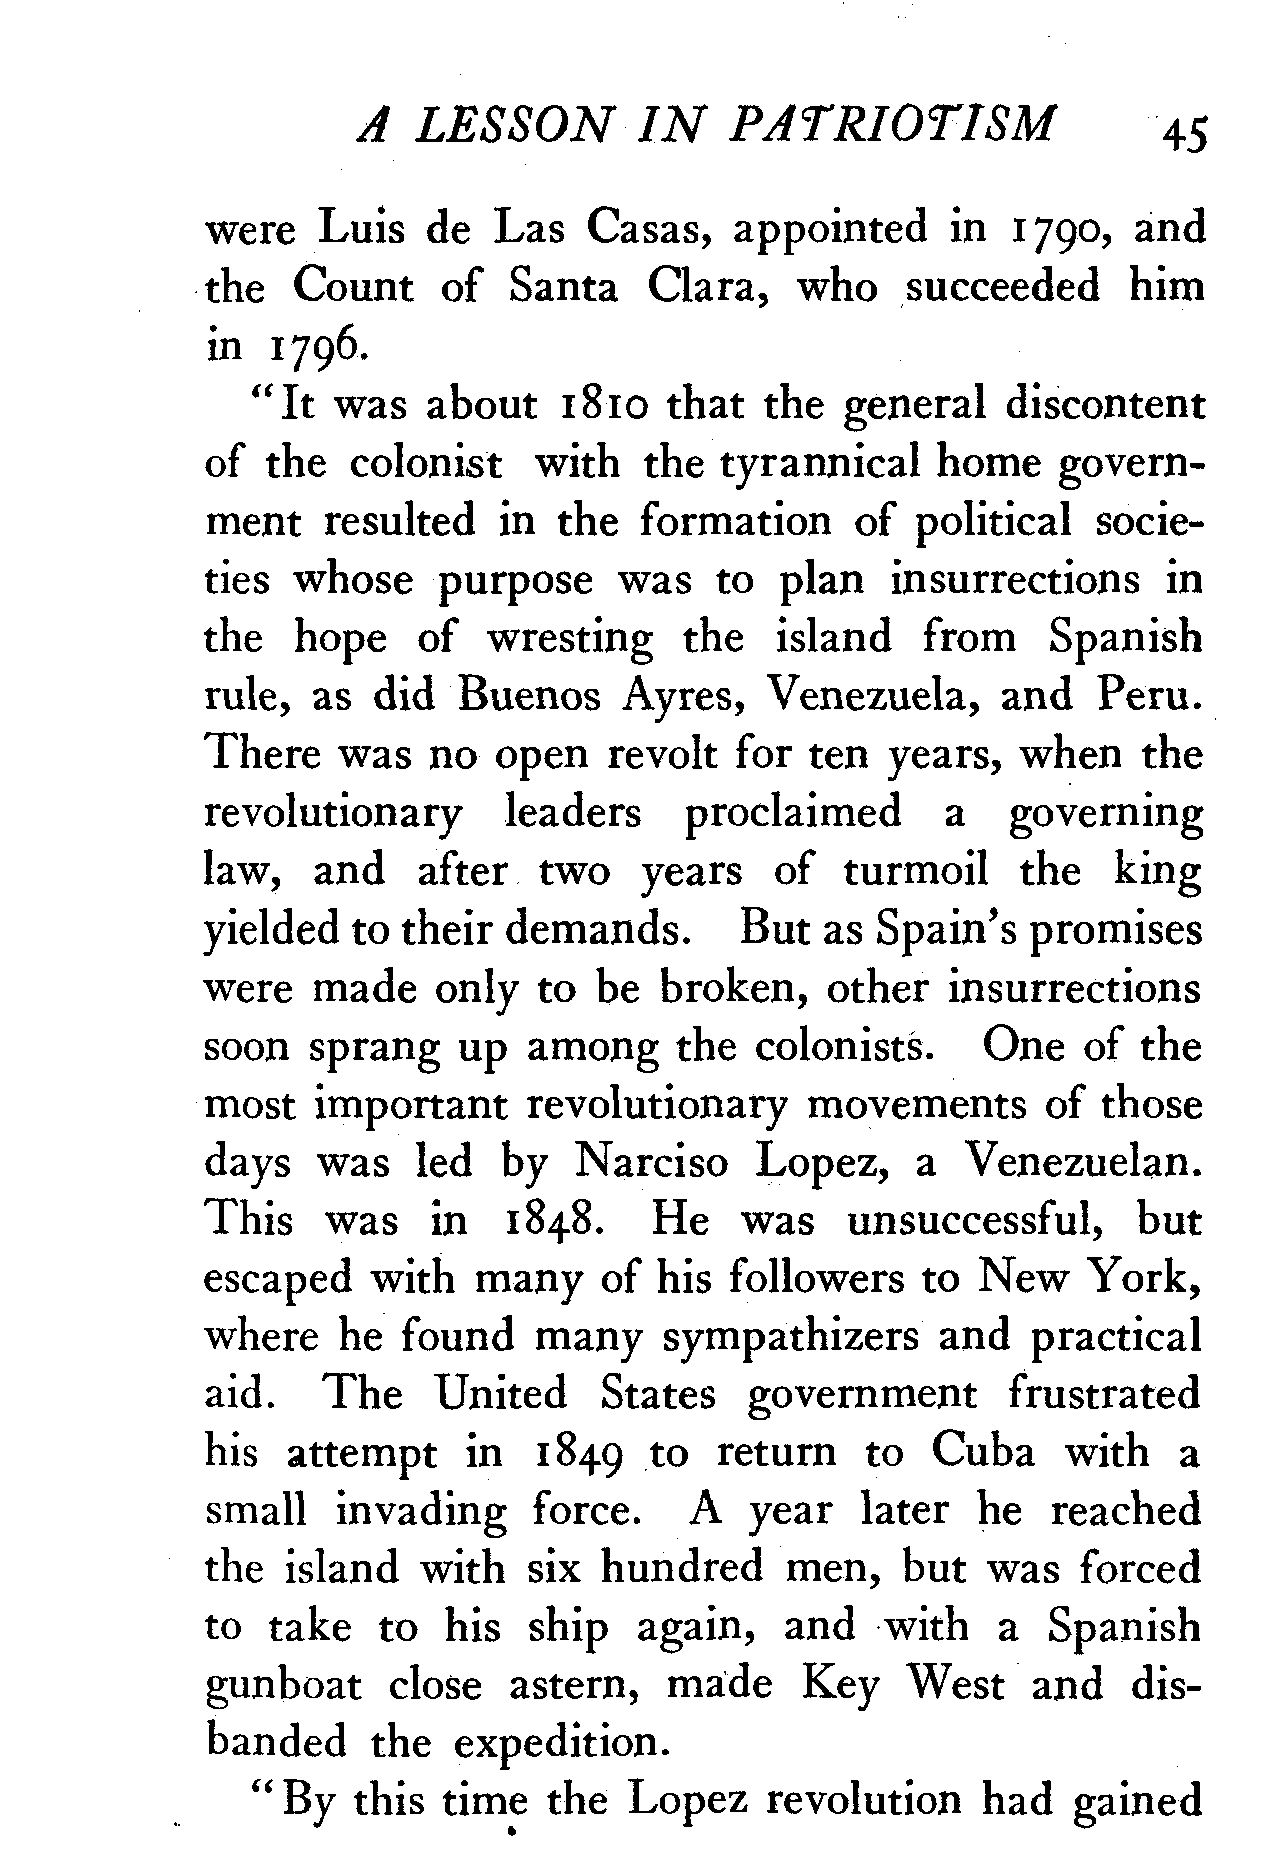 A LESSON IN PATRIOTISM 45
were Luis de Las Casas, appointed in 1790, and
the Count of Santa Clara, who succeeded him
in 1796.
"It was about 1810 that the general discontent
of the colonist with the tyrannical home govern-
ment resulted in the formation of political socie-
ties whose purpose was to plan insurrections in
the hope of wresting the island from Spanish
rule, as did Buenos Ayres, Venezuela, and Peru.
There was no open revolt for ten years, when the
revolutionary leaders proclaimed a governing
law, and after two years of turmoil the king
yielded to their demands. But as Spain's promises
were made only to be broken, other insurrections
soon sprang up among the colonists. One of the
most important revolutionary movements of those
days was led by Narciso Lopez, a Venezuelan.
This was in 1848. He was unsuccessful, but
escaped with many of his followers to New York,
where he found many sympathizers and practical
aid. The United States government frustrated
his attempt in 1849 to return to Cuba with a
small invading force. A year later he reached
the island with six hundred men, but was forced
to take to his ship again, and with a Spanish
gunboat close astern, made Key West and dis-
banded the expedition.
"By this time the Lopez revolution had gained